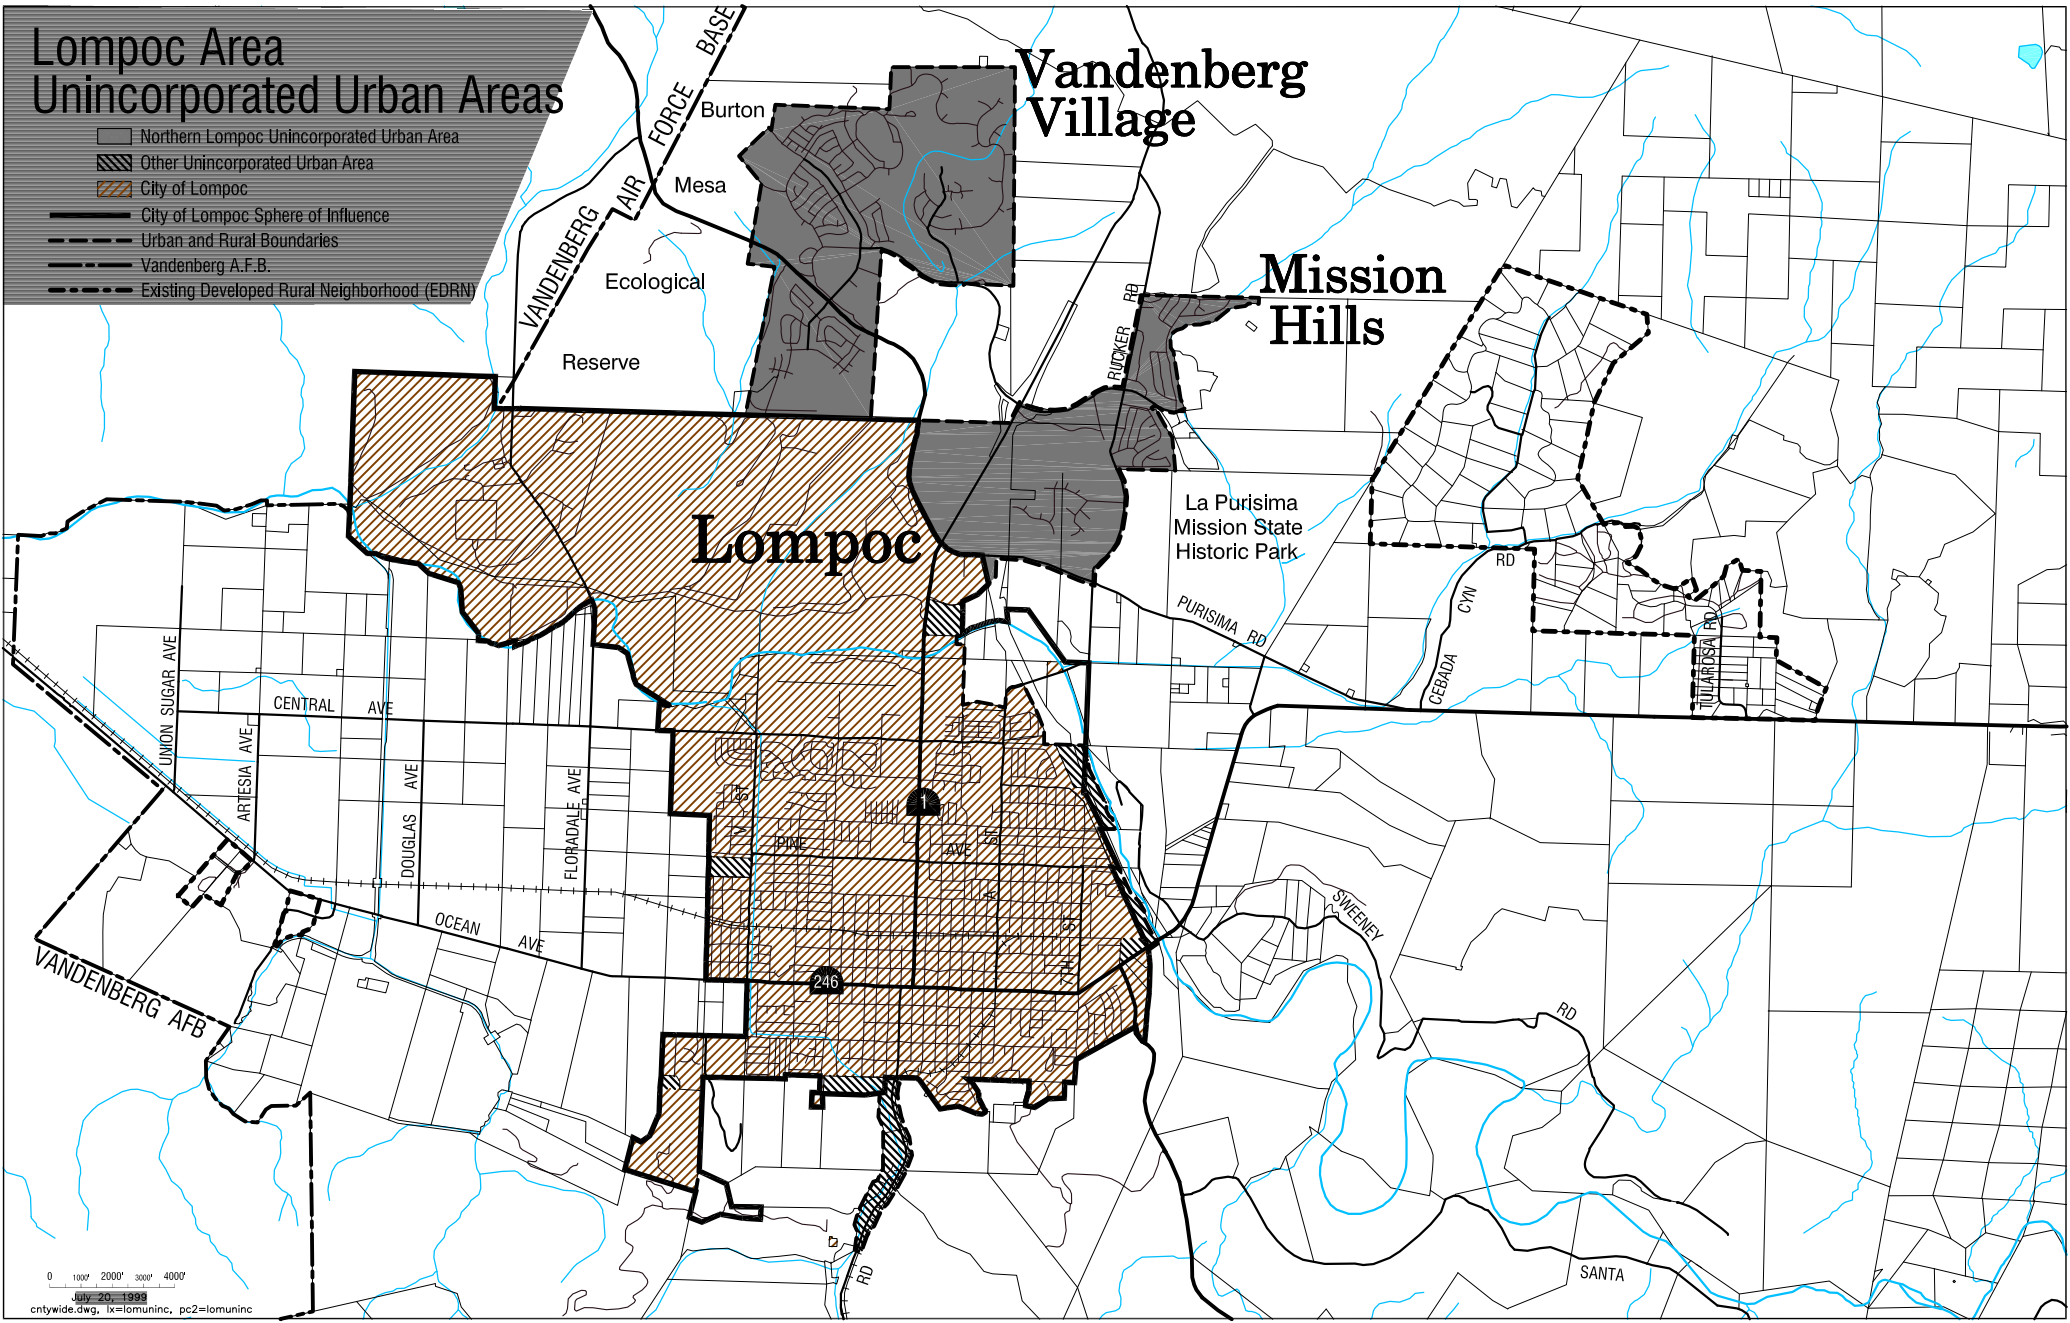 Lompoc Area
Unincorporated Urban Areas
Northern Lompoc Unincorporated Urban Area
Other Unincorporated Urban Area
City of Lompoc
City of Lompoc Sphere of Influence
Urban and Rural Boundaries
Vandenberg A.F.B.
Existing Developed Rural Neighborhood (EDRN)
VANDENBERG AIR FORCE BASE
Burton
Mesa
Ecological
Reserve
Vandenberg
Village
Mission
Hills
RUCKER RD
Lompoc
La Purisima
Mission State
Historic Park
PURISIMA RD
CEBADA CYN RD
TULAROSA RD
UNION SUGAR AVE
CENTRAL AVE
ARTESIA AVE
DOUGLAS AVE
FLORADALE AVE
V ST
1
PINE AVE
A ST
7TH ST
OCEAN AVE
246
SWEENEY RD
VANDENBERG AFB
SANTA
RD
0 1000' 2000' 3000' 4000'
July 20, 1999
cntywide.dwg, lx=lomuninc, pc2=lomuninc